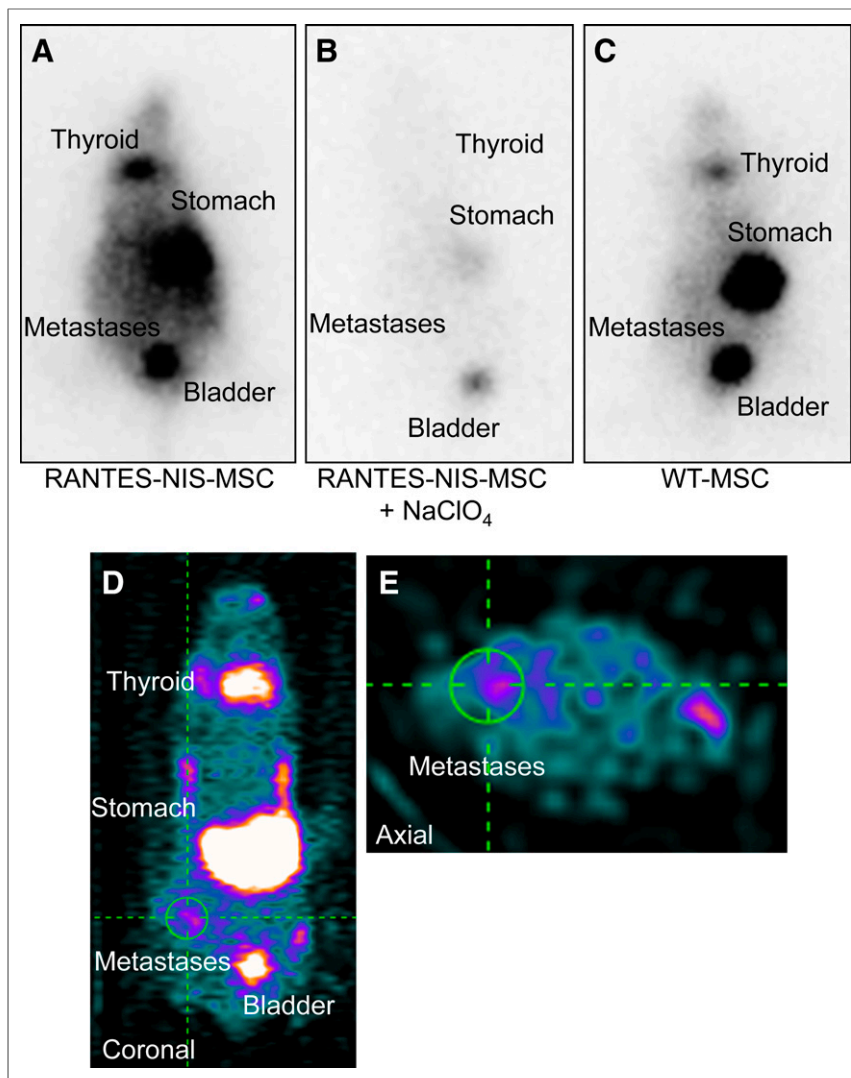 A
Thyroid
Stomach
Metastases
Bladder
RANTES-NIS-MSC
B
Thyroid
Stomach
Metastases
Bladder
RANTES-NIS-MSC
+ NaClO₄
C
Thyroid
Stomach
Metastases
Bladder
WT-MSC
D
Thyroid
Stomach
Metastases
Bladder
Coronal
E
Metastases
Axial